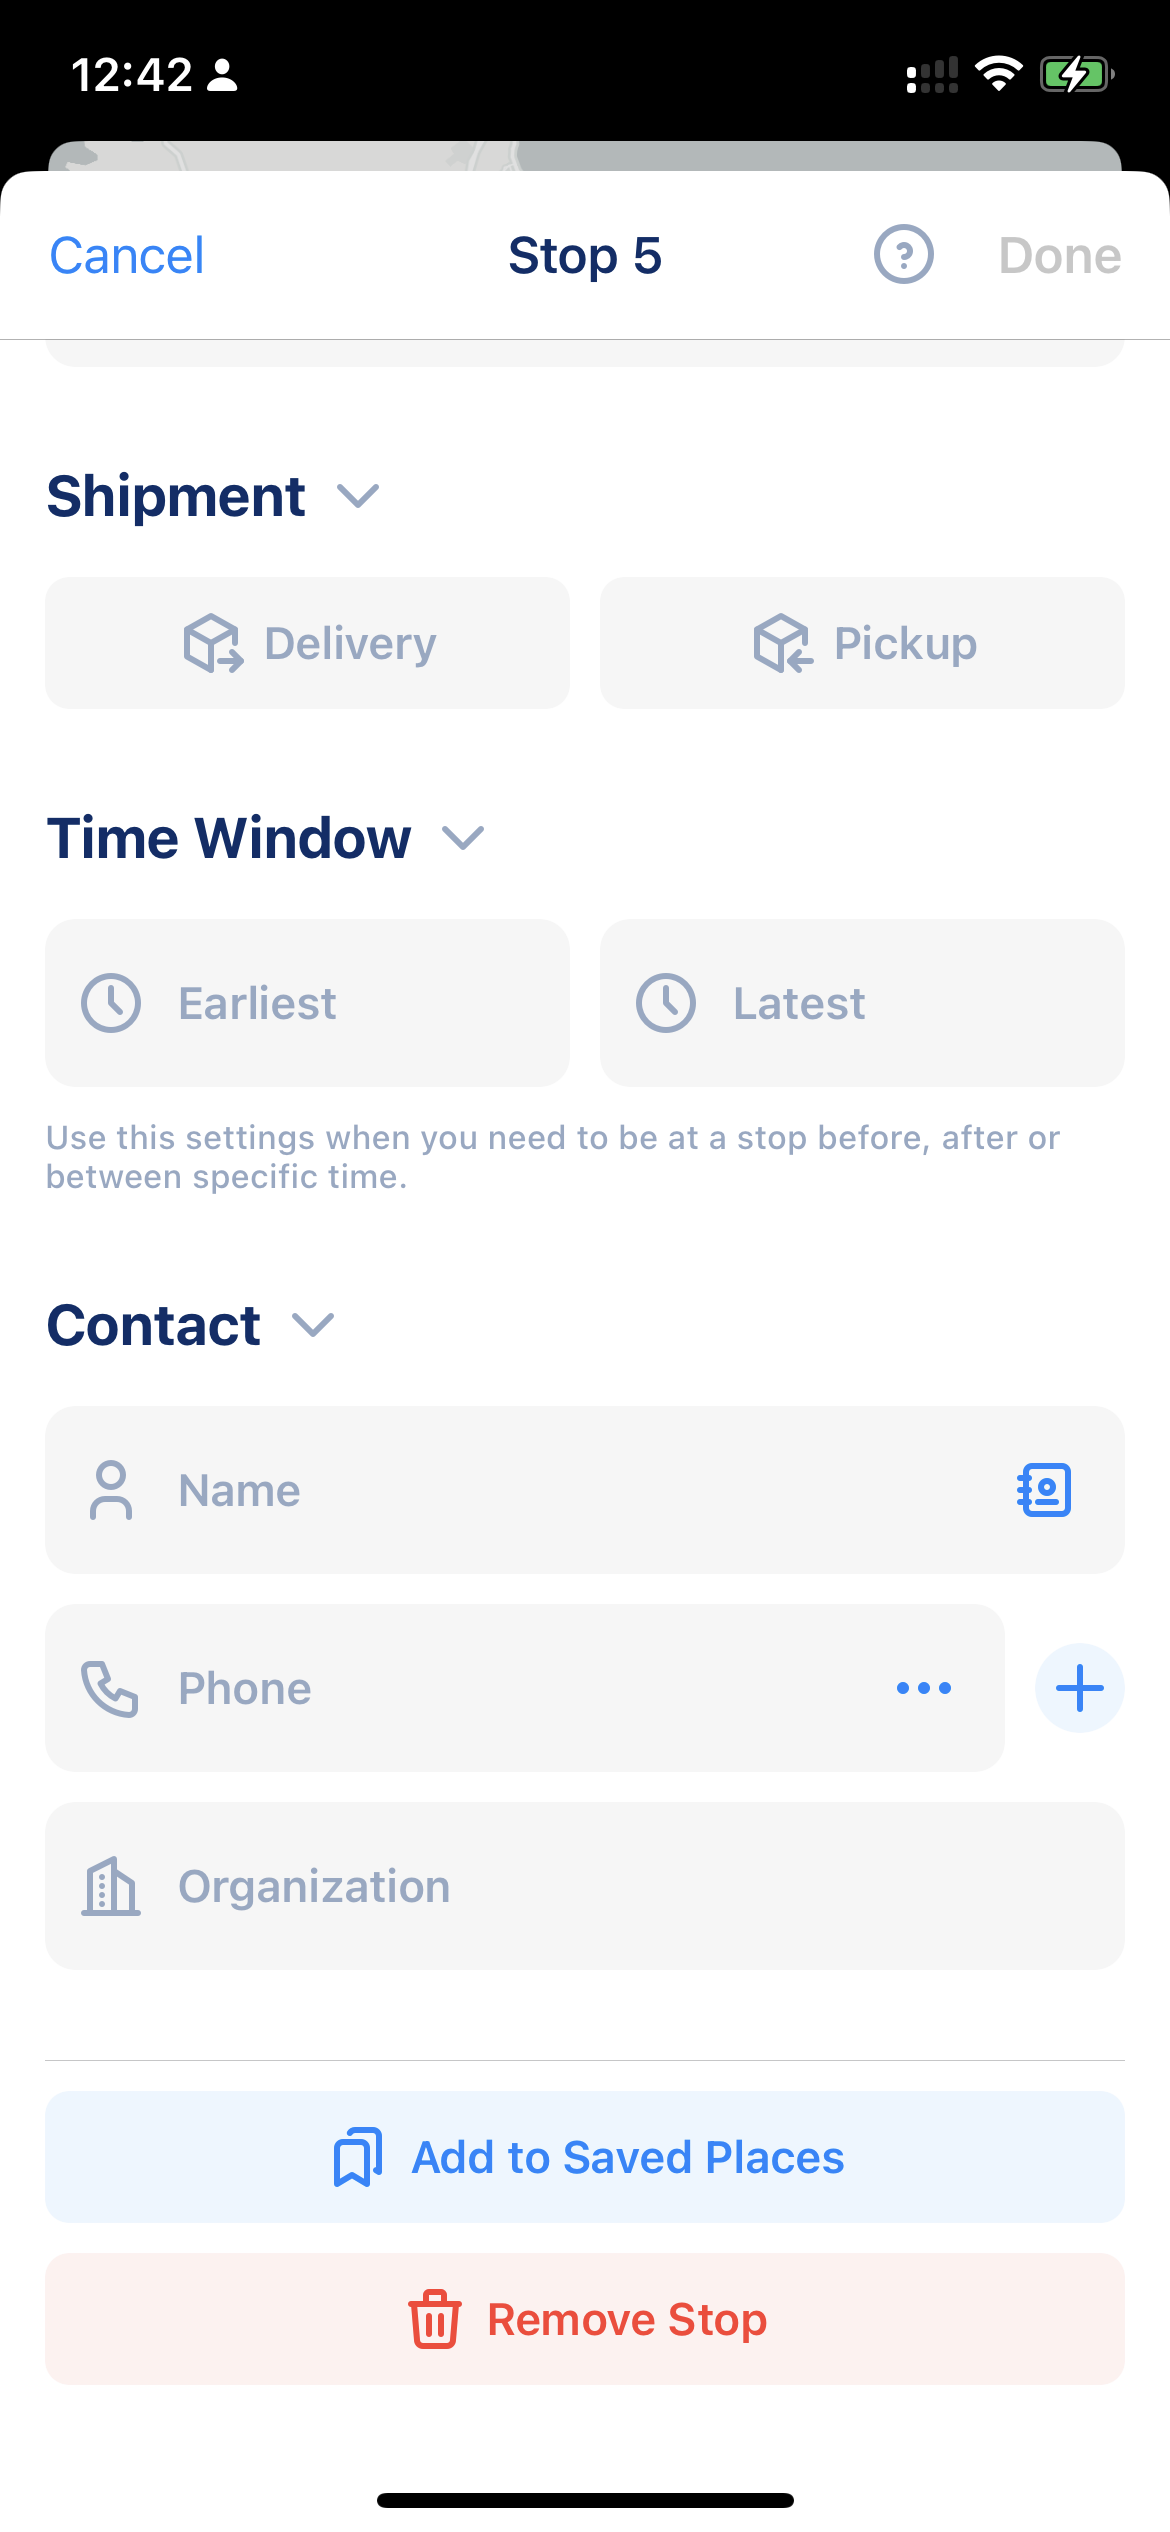 12:42
Cancel
Stop 5
Done
Shipment
Delivery
Pickup
Time Window
Earliest
Latest
Use this settings when you need to be at a stop before, after or
between specific time.
Contact
Name
Phone
Organization
Add to Saved Places
Remove Stop